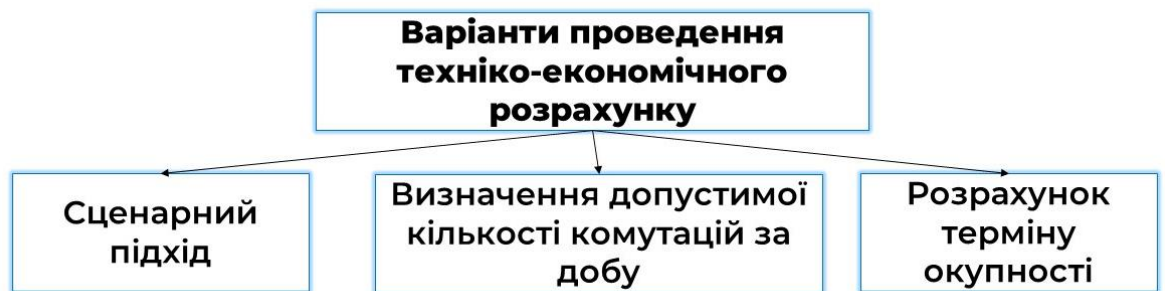 Варіанти проведення
техніко-економічного
розрахунку
Сценарний
підхід
Визначення допустимої
кількості комутацій за
добу
Розрахунок
терміну
окупності